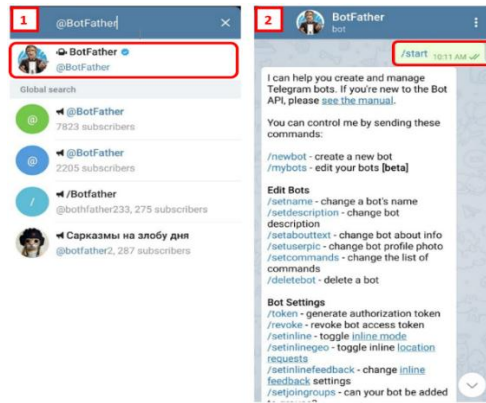 1
@BotFather
×
BotFather
@BotFather
Global search
@
@BotFather
7823 subscribers
@
@BotFather
2205 subscribers
/
/Botfather
@bothfather233, 275 subscribers
Сарказмы на злобу дня
@botfather2, 287 subscribers
2
BotFather
bot
/start 10:11 AM
I can help you create and manage
Telegram bots. If you're new to the Bot
API, please see the manual.
You can control me by sending these
commands:
/newbot - create a new bot
/mybots - edit your bots [beta]
Edit Bots
/setname - change a bot's name
/setdescription - change bot
description
/setabouttext - change bot about info
/setuserpic - change bot profile photo
/setcommands - change the list of
commands
/deletebot - delete a bot
Bot Settings
/token - generate authorization token
/revoke - revoke bot access token
/setinline - toggle inline mode
/setinlinegeo - toggle inline location
requests
/setinlinefeedback - change inline
feedback settings
/setjoingroups - can your bot be added